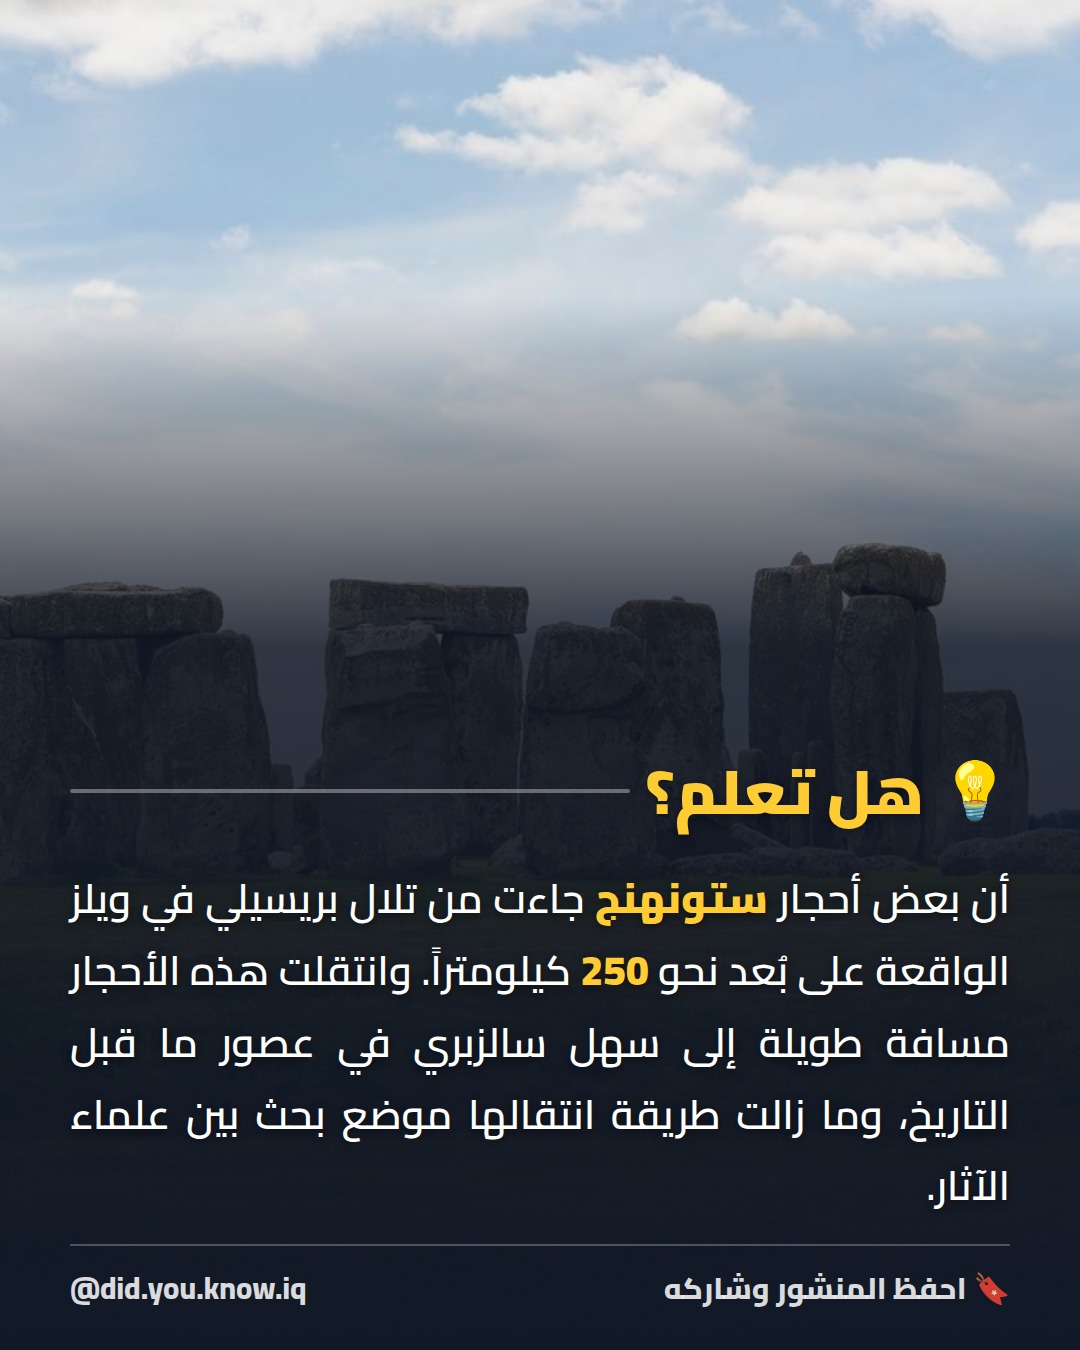 هل تعلم؟
أن بعض أحجار ستونهنج جاءت من تلال بريسيلي في ويلز
الواقعة على بُعد نحو 250 كيلومتراً. وانتقلت هذه الأحجار
مسافة طويلة إلى سهل سالزبري في عصور ما قبل
التاريخ، وما زالت طريقة انتقالها موضع بحث بين علماء
الآثار.
احفظ المنشور وشاركه
@did.you.know.iq